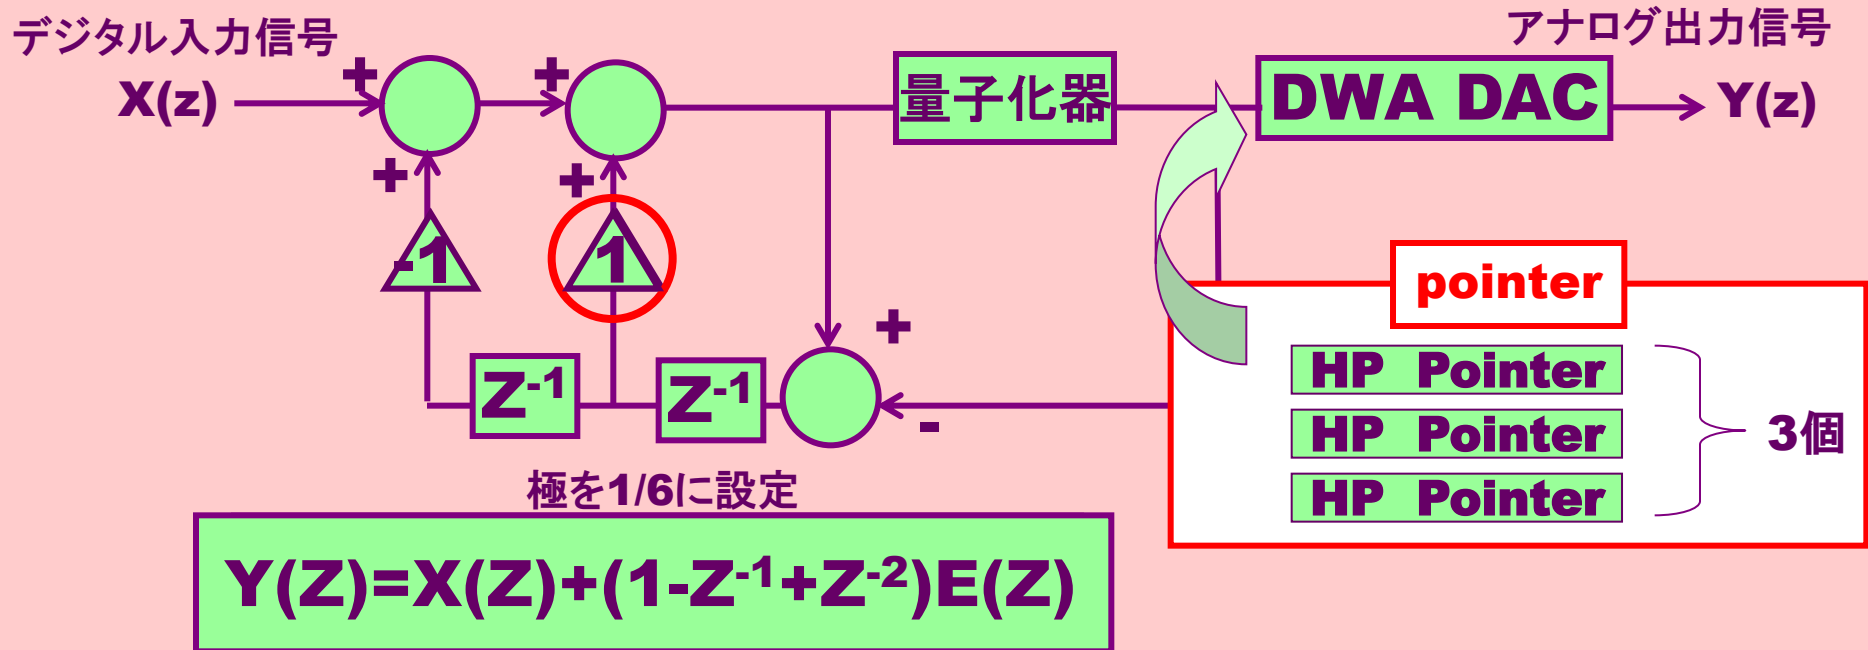 デジタル入力信号
アナログ出力信号
X(z)
+
+
量子化器
DWA DAC
Y(z)
+
+
-1
1
pointer
+
-
Z-1
Z-1
HP Pointer
HP Pointer
HP Pointer
3個
極を1/6に設定
Y(Z)=X(Z)+(1-Z-1+Z-2)E(Z)